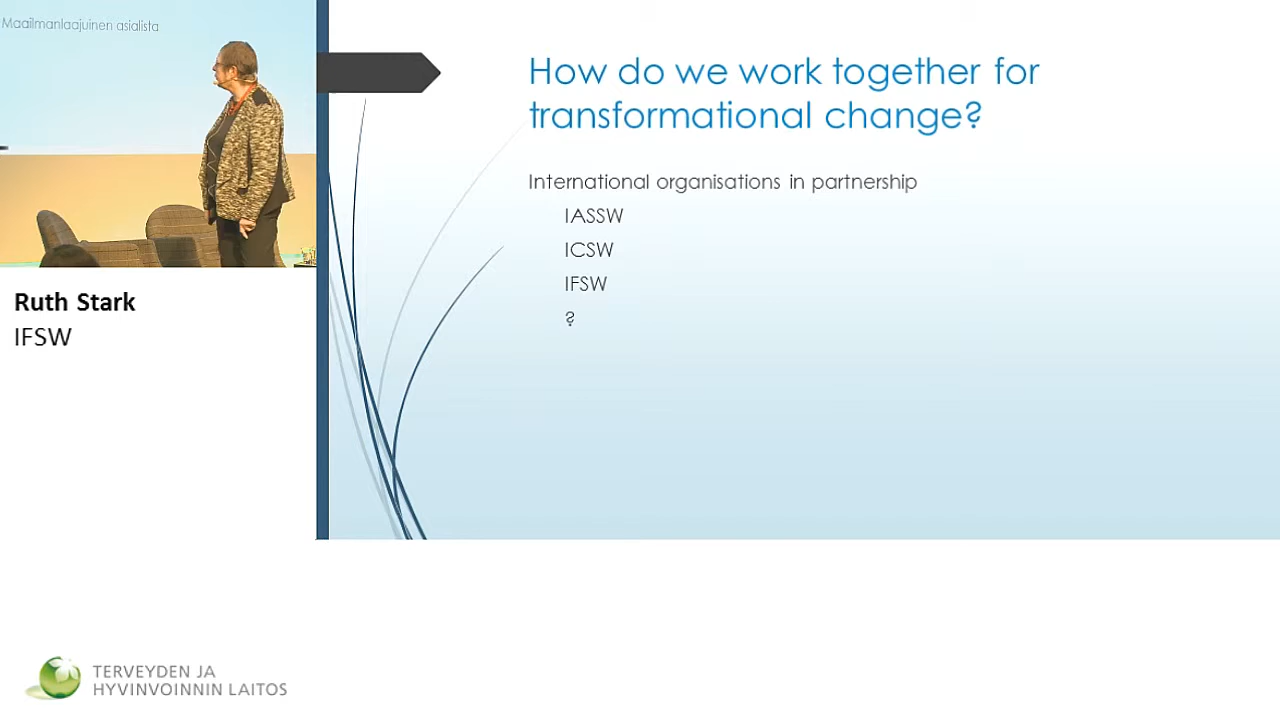 Maailmanlaajuinen asialista
How do we work together for
transformational change?
International organisations in partnership
IASSW
ICSW
IFSW
?
Ruth Stark
IFSW
TERVEYDEN JA
HYVINVOINNIN LAITOS